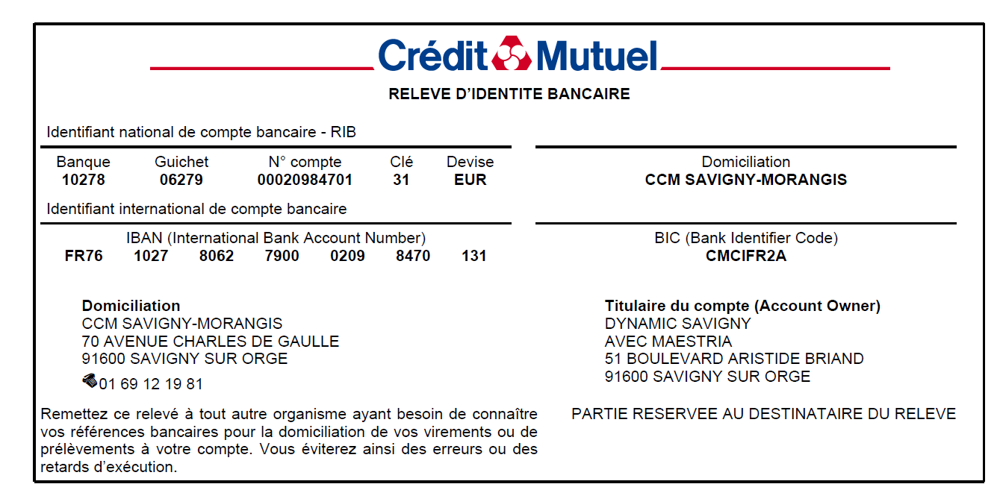 Crédit Mutuel
RELEVE D’IDENTITE BANCAIRE
Identifiant national de compte bancaire - RIB
Banque Guichet N° compte Clé Devise Domiciliation
10278 06279 00020984701 31 EUR CCM SAVIGNY-MORANGIS
Identifiant international de compte bancaire
IBAN (International Bank Account Number) BIC (Bank Identifier Code)
FR76 1027 8062 7900 0209 8470 131 CMCIFR2A
Domiciliation
CCM SAVIGNY-MORANGIS
70 AVENUE CHARLES DE GAULLE
91600 SAVIGNY SUR ORGE
01 69 12 19 81
Titulaire du compte (Account Owner)
DYNAMIC SAVIGNY
AVEC MAESTRIA
51 BOULEVARD ARISTIDE BRIAND
91600 SAVIGNY SUR ORGE
Remettez ce relevé à tout autre organisme ayant besoin de connaître
vos références bancaires pour la domiciliation de vos virements ou de
prélèvements à votre compte. Vous éviterez ainsi des erreurs ou des
retards d’exécution.
PARTIE RESERVEE AU DESTINATAIRE DU RELEVE